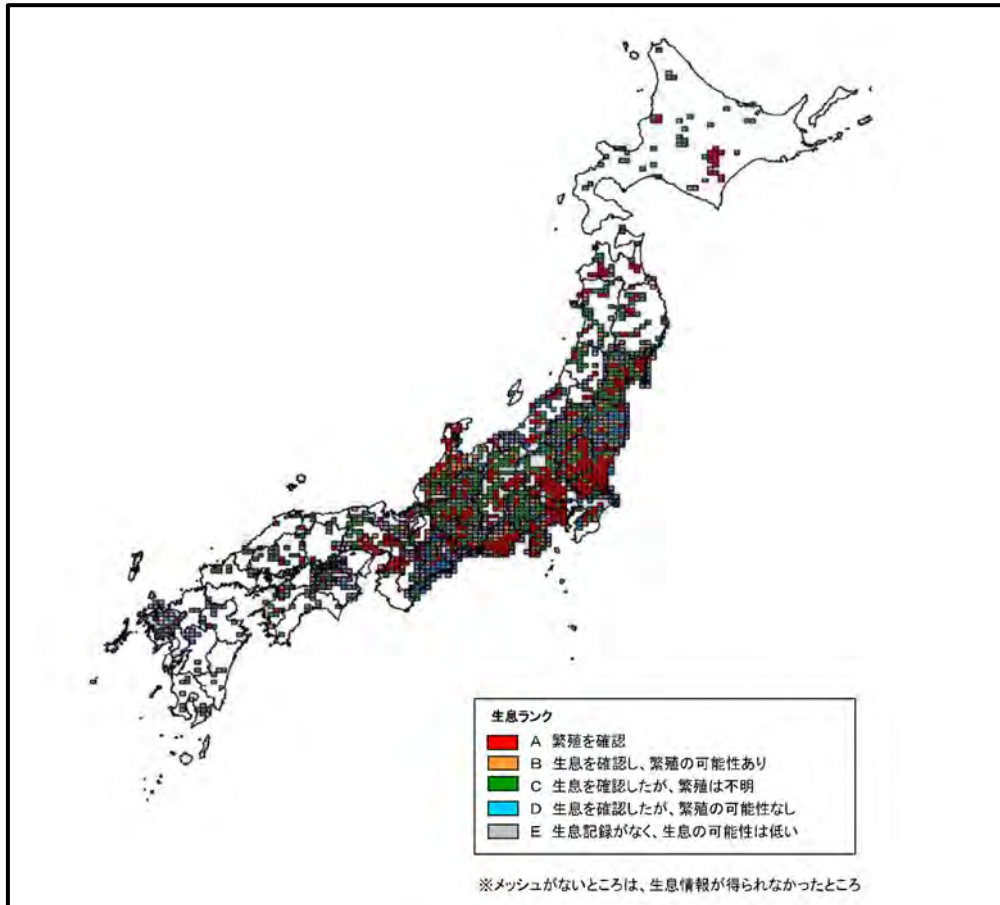 生息ランク
A 繁殖を確認
B 生息を確認し、繁殖の可能性あり
C 生息を確認したが、繁殖は不明
D 生息を確認したが、繁殖の可能性なし
E 生息記録がなく、生息の可能性は低い
※メッシュがないところは、生息情報が得られなかったところ